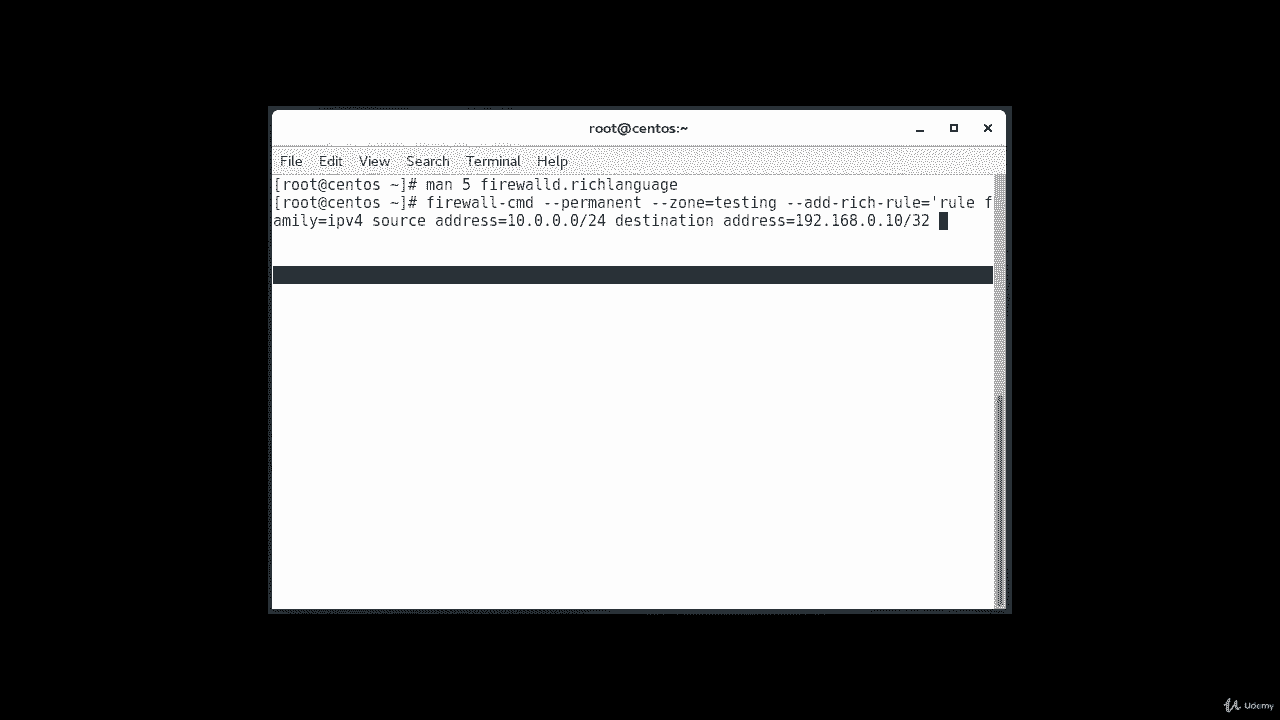 root@centos:~
File Edit View Search Terminal Help
[root@centos ~]# man 5 firewalld.richlanguage
[root@centos ~]# firewall-cmd --permanent --zone=testing --add-rich-rule='rule f
amily=ipv4 source address=10.0.0.0/24 destination address=192.168.0.10/32
Udemy